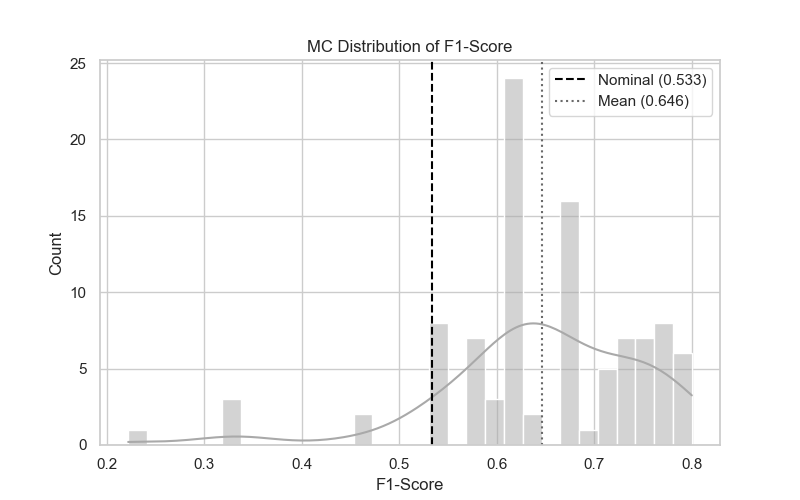 MC Distribution of F1-Score
25
20
15
10
5
0
Count
Nominal (0.533)
Mean (0.646)
0.2 0.3 0.4 0.5 0.6 0.7 0.8
F1-Score